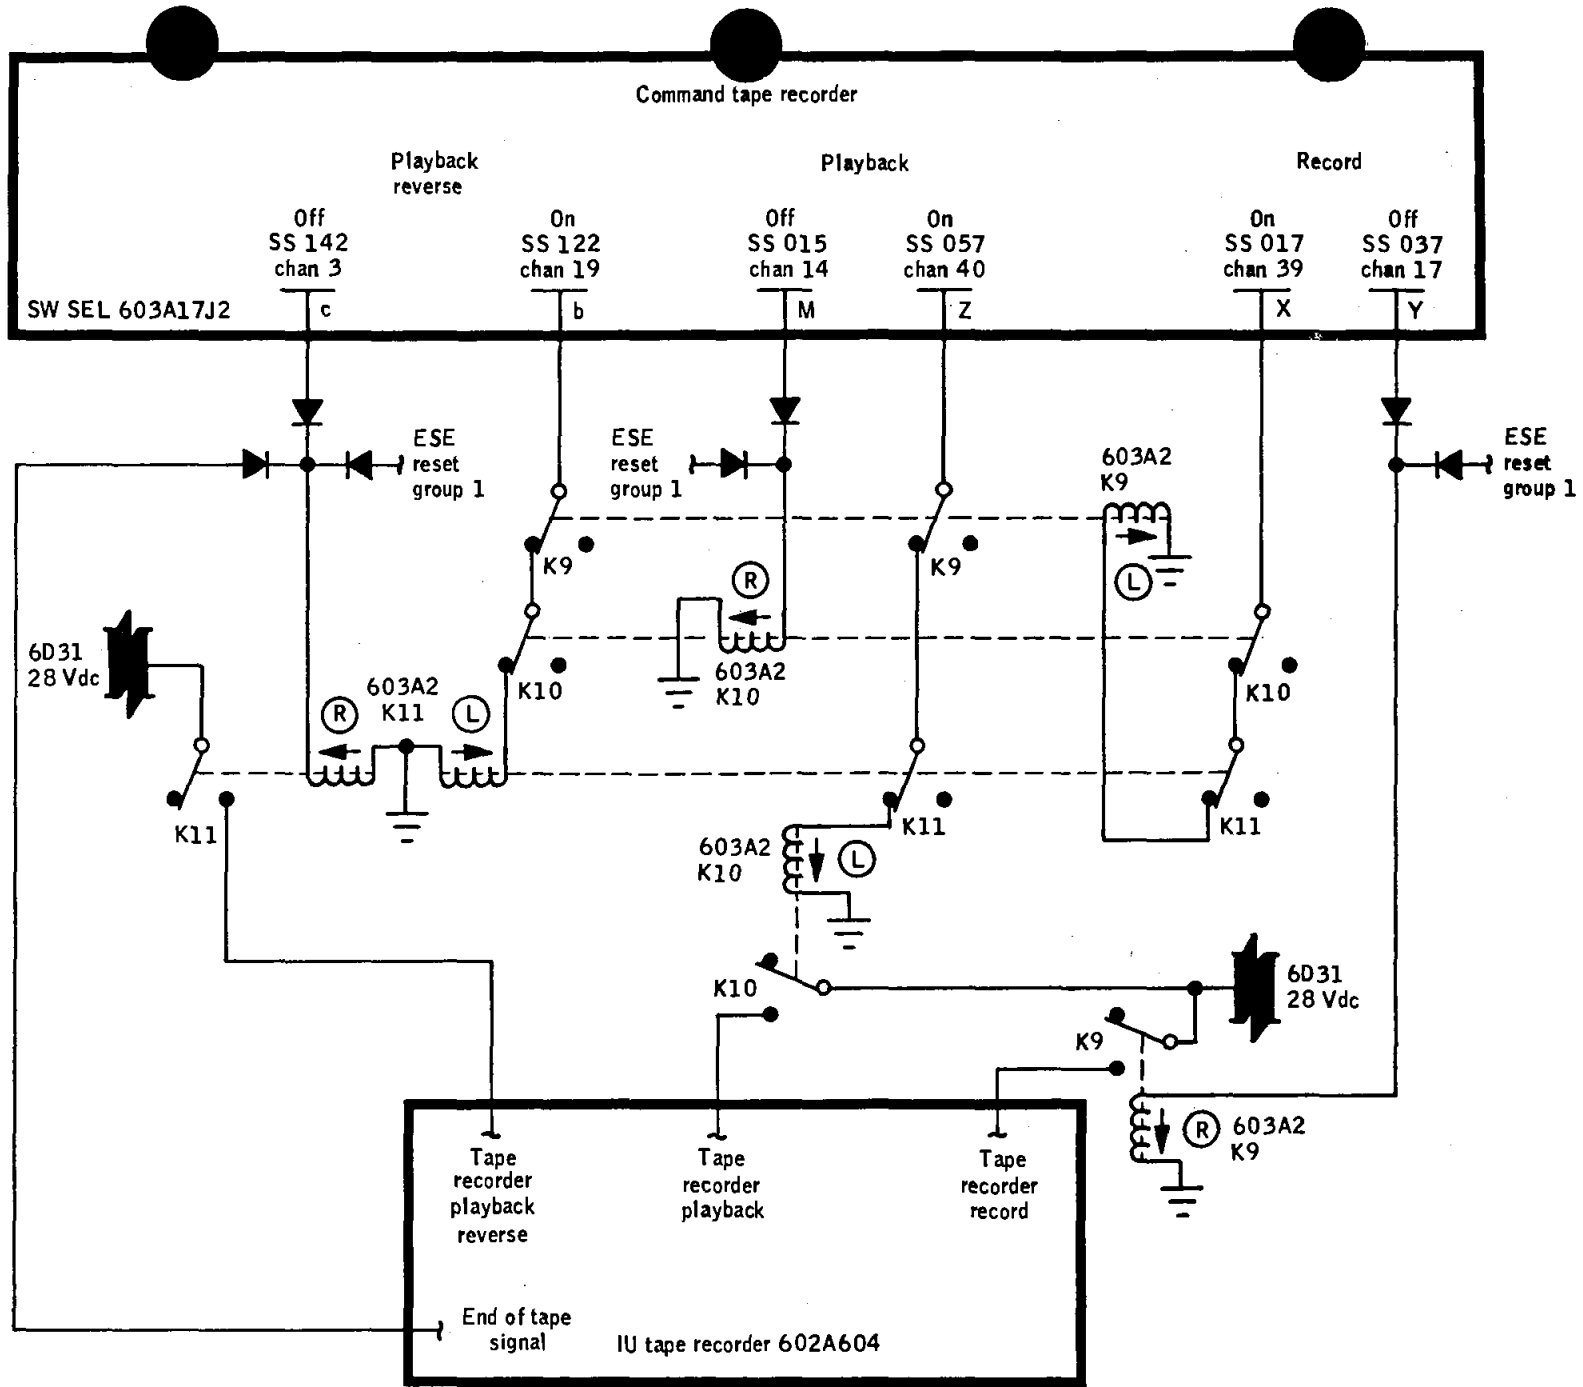 Command tape recorder
Playback
reverse
Playback
Record
Off
SS 142
chan 3
On
SS 122
chan 19
Off
SS 015
chan 14
On
SS 057
chan 40
On
SS 017
chan 39
Off
SS 037
chan 17
SW SEL 603A17J2
c
b
M
Z
X
Y
ESE
reset
group 1
ESE
reset
group 1
603A2
K9
ESE
reset
group 1
K9
K9
L
R
6D31
28 Vdc
K10
603A2
K10
K10
603A2
K11
R
L
K11
K11
K11
603A2
K10
L
K10
6D31
28 Vdc
K9
R
603A2
K9
Tape
recorder
playback
reverse
Tape
recorder
playback
Tape
recorder
record
End of tape
signal
IU tape recorder 602A604